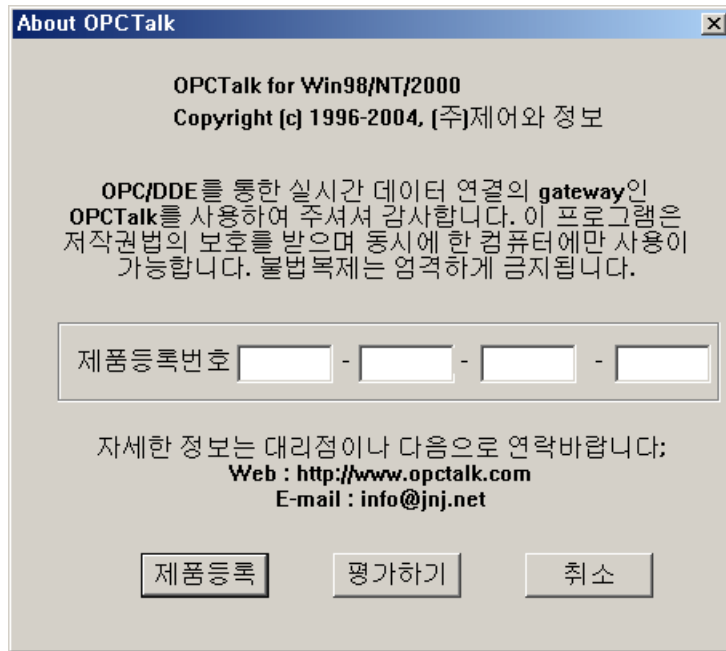 About OPCTalk
OPCTalk for Win98/NT/2000
Copyright (c) 1996-2004, (주)제어와 정보
OPC/DDE를 통한 실시간 데이터 연결의 gateway인
OPCTalk를 사용하여 주셔서 감사합니다. 이 프로그램은
저작권법의 보호를 받으며 동시에 한 컴퓨터에만 사용이
가능합니다. 불법복제는 엄격하게 금지됩니다.
제품등록번호 - - -
자세한 정보는 대리점이나 다음으로 연락바랍니다;
Web : http://www.opctalk.com
E-mail : info@jnj.net
제품등록 평가하기 취소